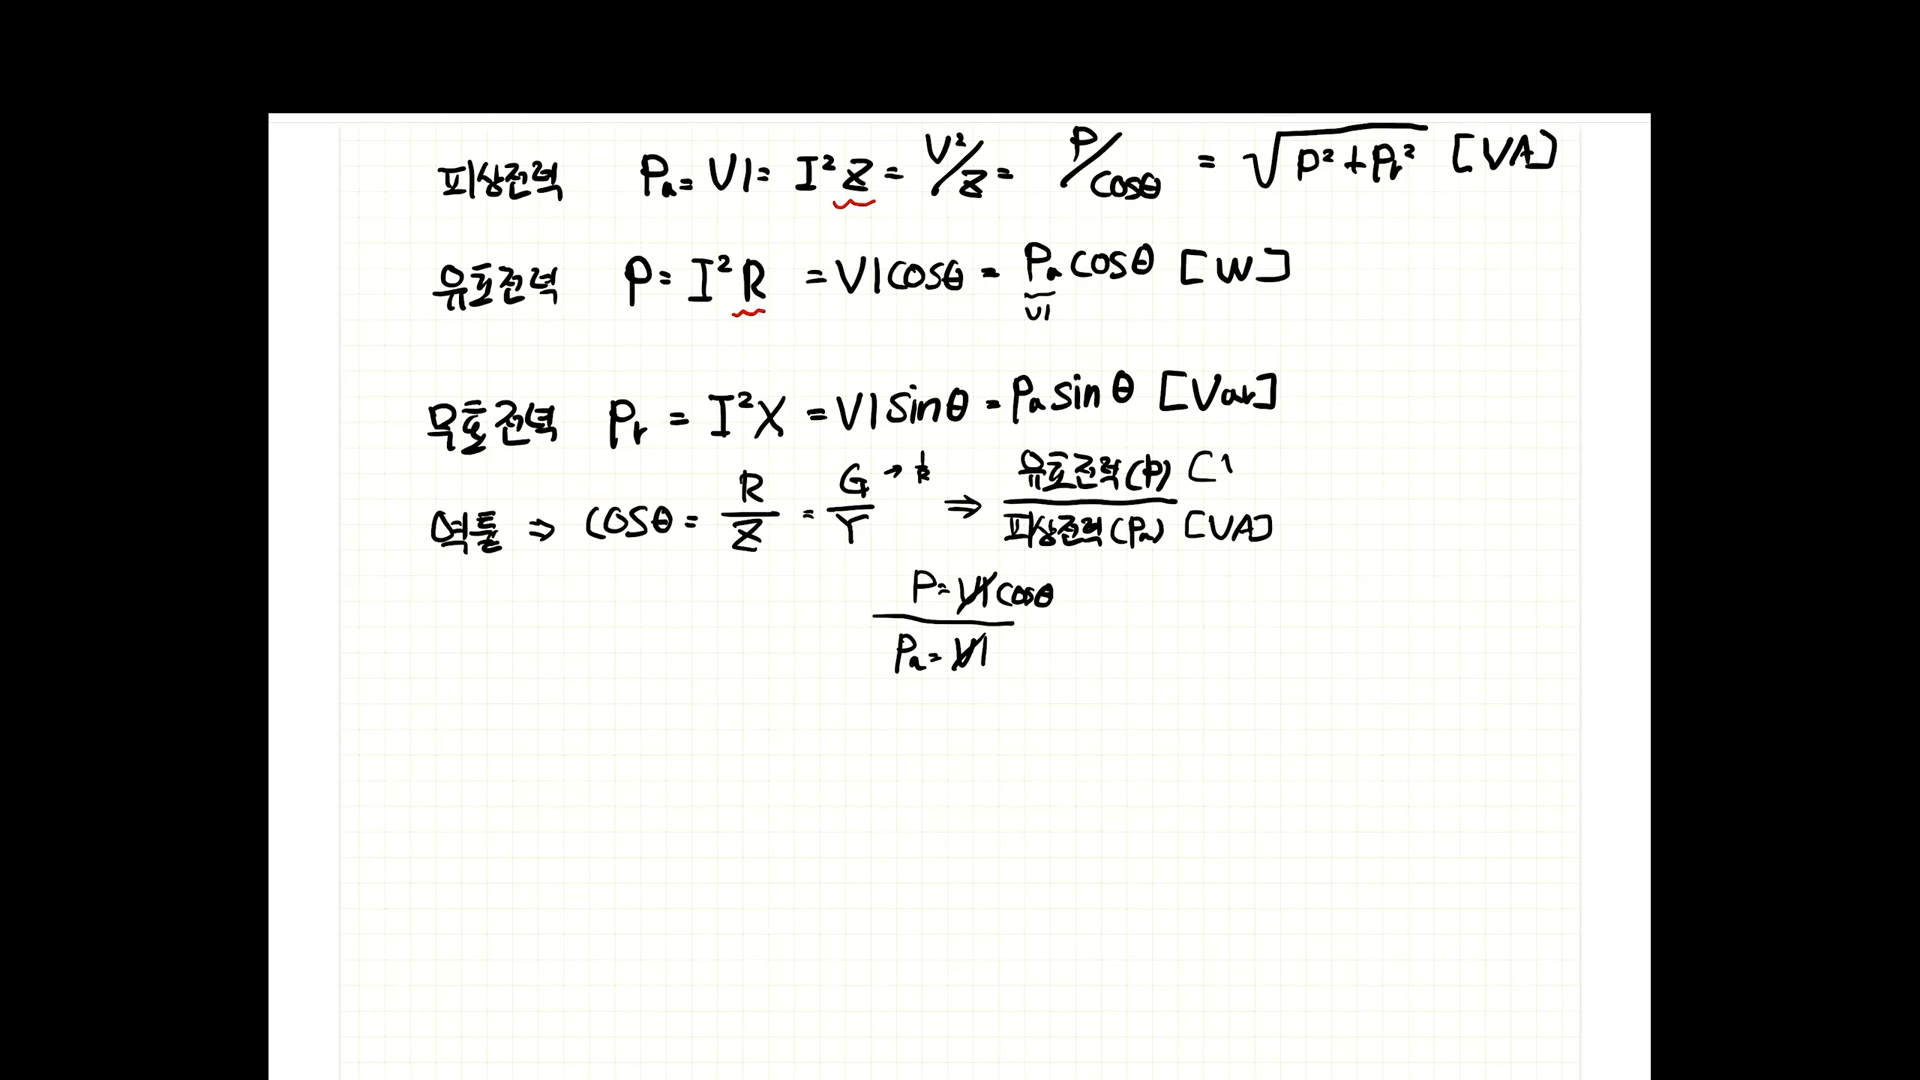 피상전력 Pa = VI = I²Z = V²/Z = P/cosθ = √(P²+Pr²) [VA]
유효전력 P = I²R = VIcosθ = Pa cosθ [W]
VI
무효전력 Pr = I²X = VIsinθ = Pa sinθ [Var]
역률 ⇒ cosθ = R/Z = G/Y ⇒ 유효전력(P)/피상전력(Pa) [VA]
G → 1/R
P = VIcosθ
Pa = VI